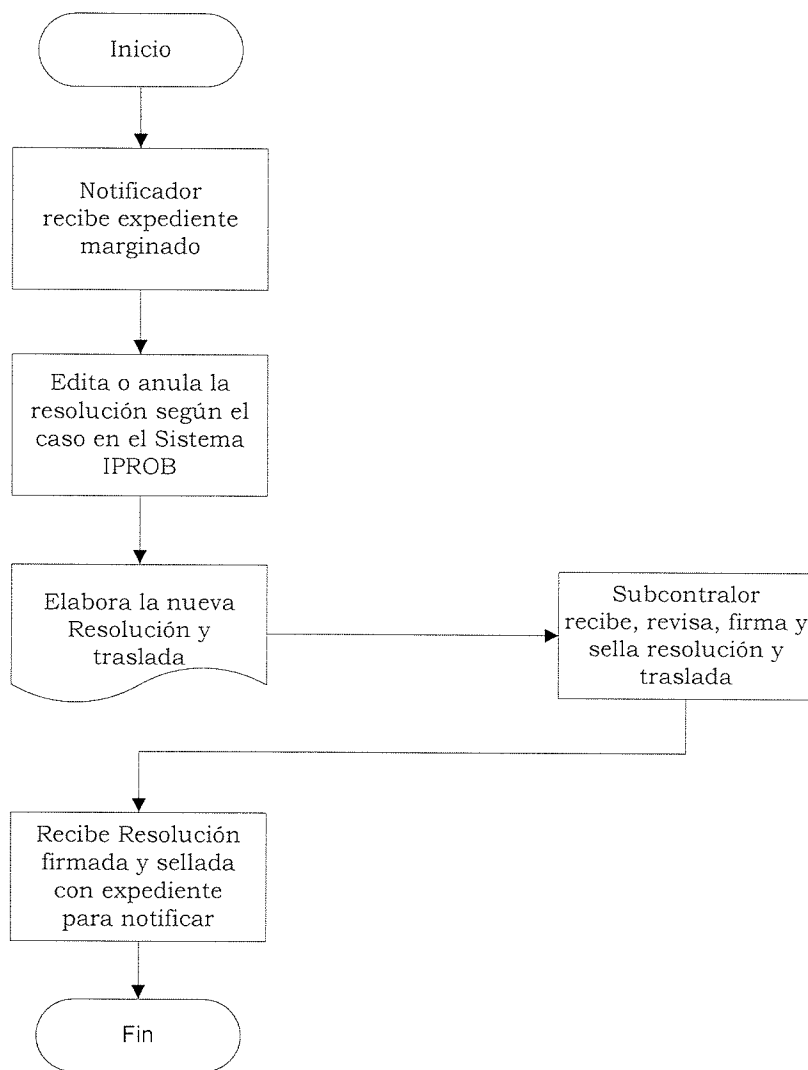 Inicio
Notificador
recibe expediente
marginado
Edita o anula la
resolución según el
caso en el Sistema
IPROB
Elabora la nueva
Resolución y
traslada
Subcontralor
recibe, revisa, firma y
sella resolución y
traslada
Recibe Resolución
firmada y sellada
con expediente
para notificar
Fin